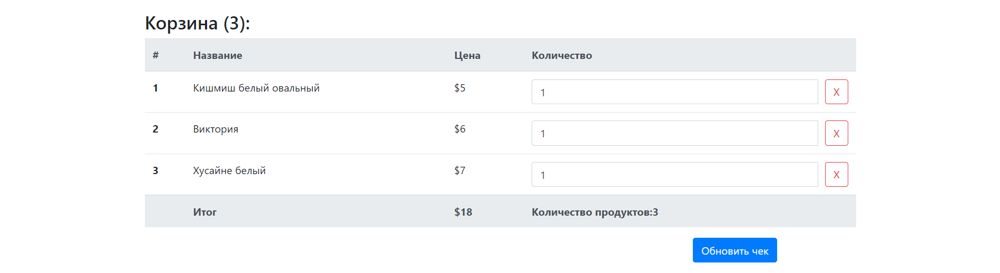 Корзина (3):
# Название Цена Количество
1 Кишмиш белый овальный $5 1 X
2 Виктория $6 1 X
3 Хусайне белый $7 1 X
Итог $18 Количество продуктов:3
Обновить чек